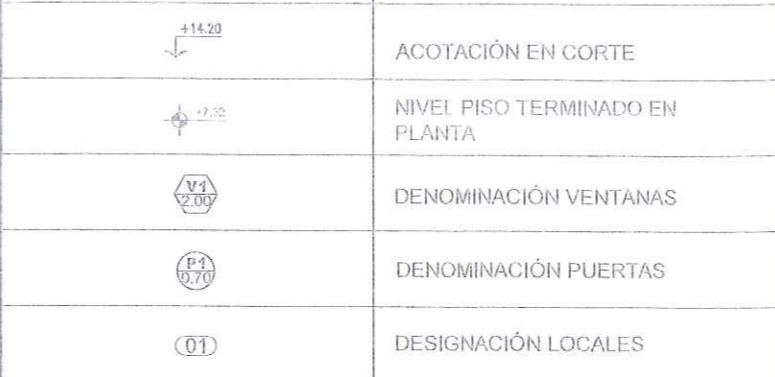 +14.20
ACOTACIÓN EN CORTE
NIVEL PISO TERMINADO EN
PLANTA
V1
2.00
DENOMINACIÓN VENTANAS
P1
0.70
DENOMINACIÓN PUERTAS
01
DESIGNACIÓN LOCALES